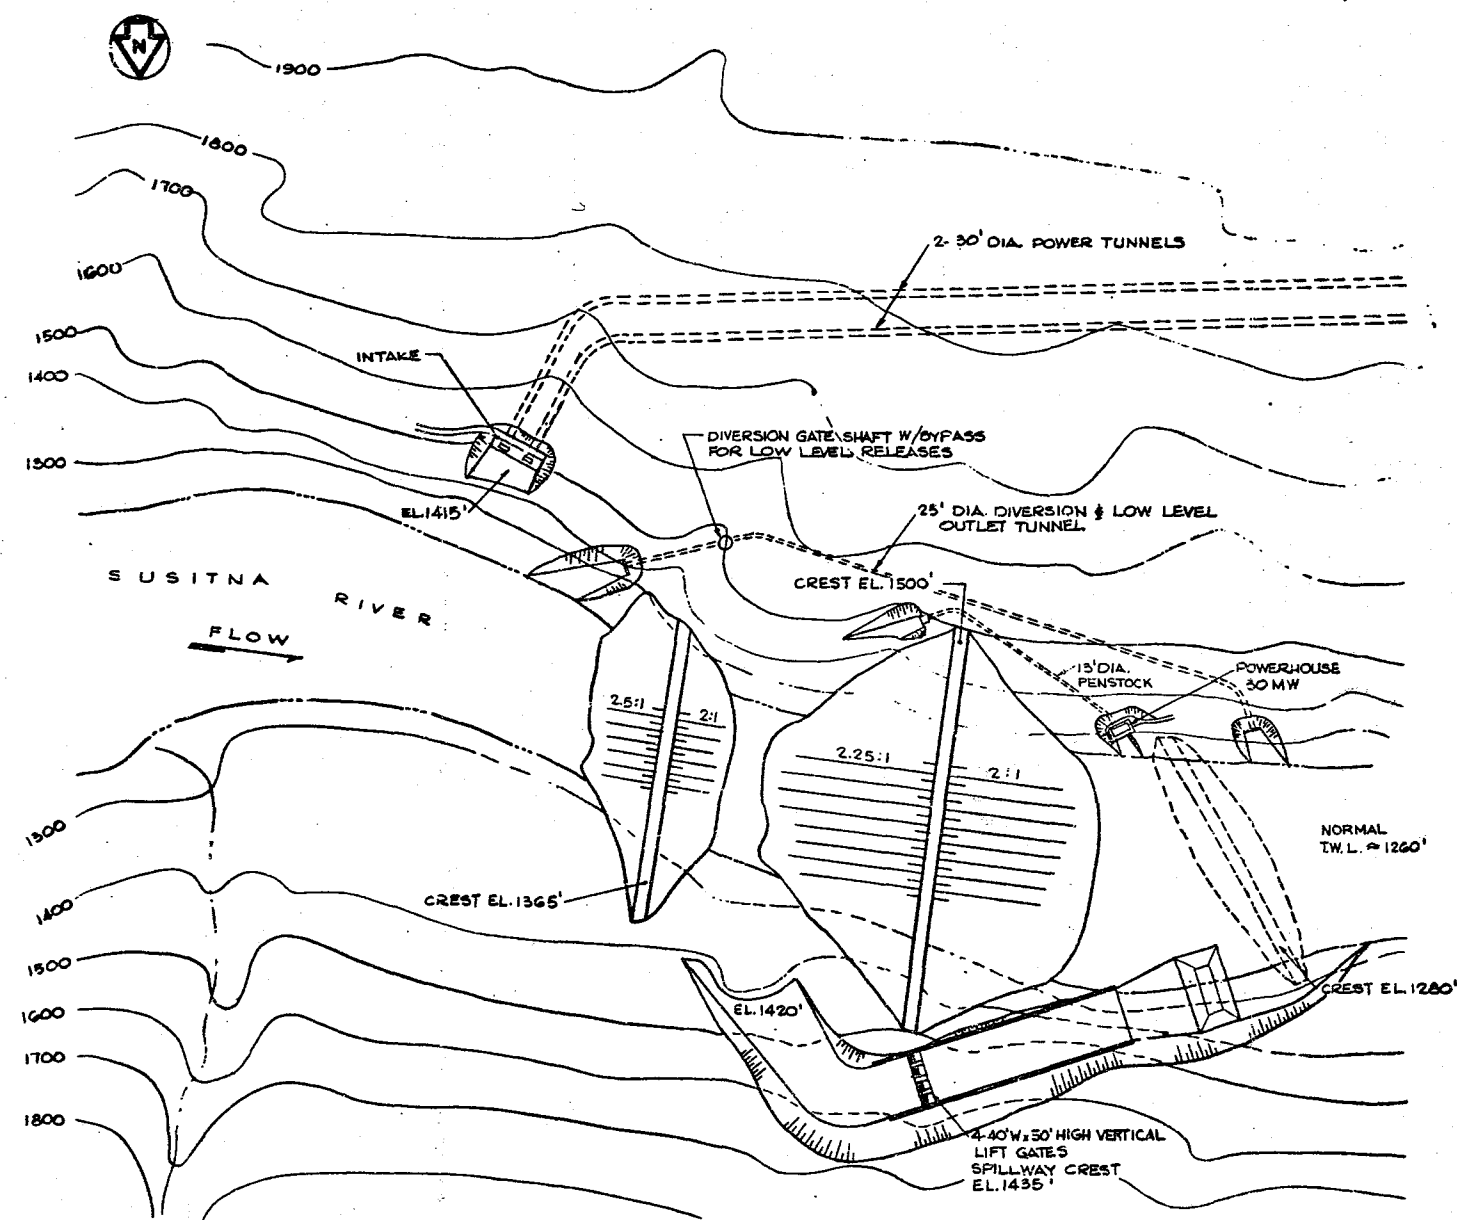 N
1900
1800
1700
2-30' DIA. POWER TUNNELS
1600
1500
INTAKE
1400
DIVERSION GATE SHAFT W/BYPASS
FOR LOW LEVEL RELEASES
1300
EL.1415'
25' DIA. DIVERSION & LOW LEVEL
OUTLET TUNNEL
SUSITNA RIVER
CREST EL.1500'
FLOW
13' DIA.
PENSTOCK
POWERHOUSE
30 MW
2.5:1
2:1
2.25:1
2:1
1300
NORMAL
T.W.L. ≈ 1260'
CREST EL.1365'
1400
1500
EL.1420'
CREST EL.1280'
1600
1700
1800
4-40'W x 50' HIGH VERTICAL
LIFT GATES
SPILLWAY CREST
EL.1435'